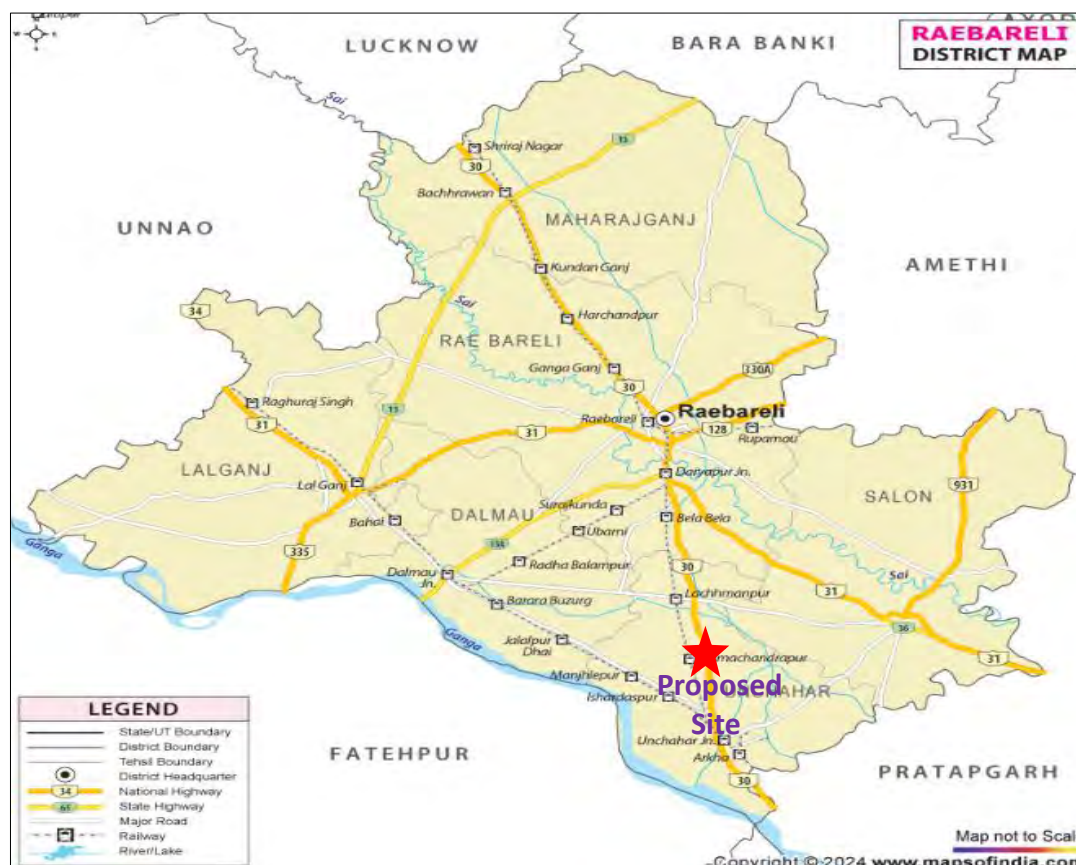 LUCKNOW
BARA BANKI
RAEBARELI
DISTRICT MAP
Sai
Shriraj Nagar
30
15
Bachhrawan
MAHARAJGANJ
UNNAO
AMETHI
Kundan Ganj
Sai
34
Harchandpur
RAE BARELI
Ganga Ganj
330A
30
Raghuraj Singh
31
13
Raebareli
Raebareli
128
Rupamau
31
LALGANJ
Lal Ganj
Daryapur Jn.
931
SALON
DALMAU
Surajkunda
Bela Bela
Bahai
Ubarni
Ganga
335
Radha Balampur
30
Sai
Dalmau
Jn.
Barara Buzurg
Lachhmanpur
31
36
Ganga
Jalalpur
Dhai
machandrapur
31
Manjhlepur
Proposed
Site
Ishardaspur
Unchahar Jn.
Arkha
30
FATEHPUR
PRATAPGARH
LEGEND
State/UT Boundary
District Boundary
Tehsil Boundary
District Headquarter
34
National Highway
State Highway
Major Road
Railway
River/Lake
Map not to Scal
Copyright © 2024 www.mapsofindia.com